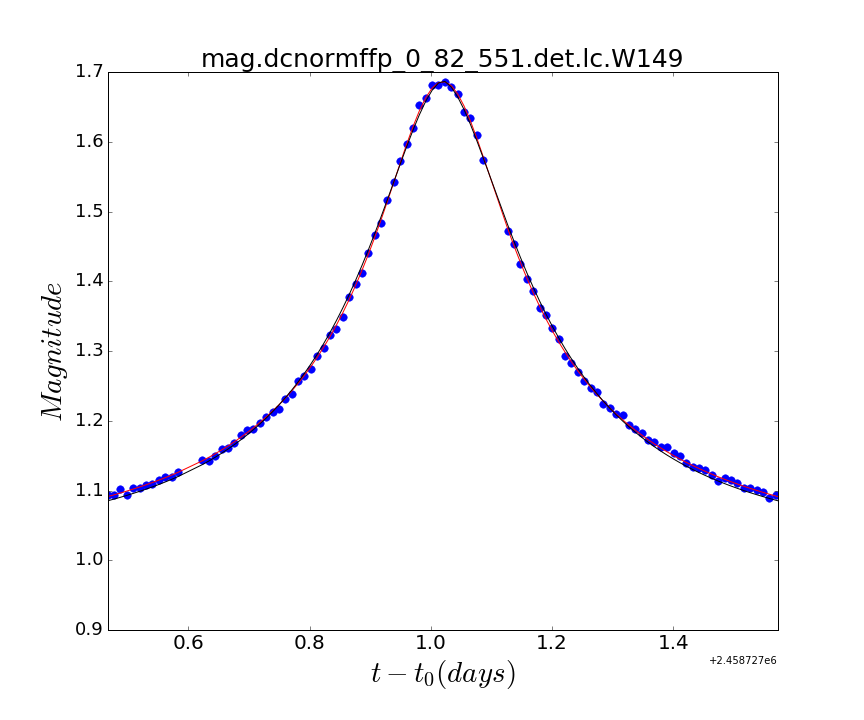 mag.dcnormffp_0_82_551.det.lc.W149
1.7
1.6
1.5
1.4
1.3
1.2
1.1
1.0
0.9
Magnitude
0.6 0.8 1.0 1.2 1.4
+2.458727e6
t − t₀(days)